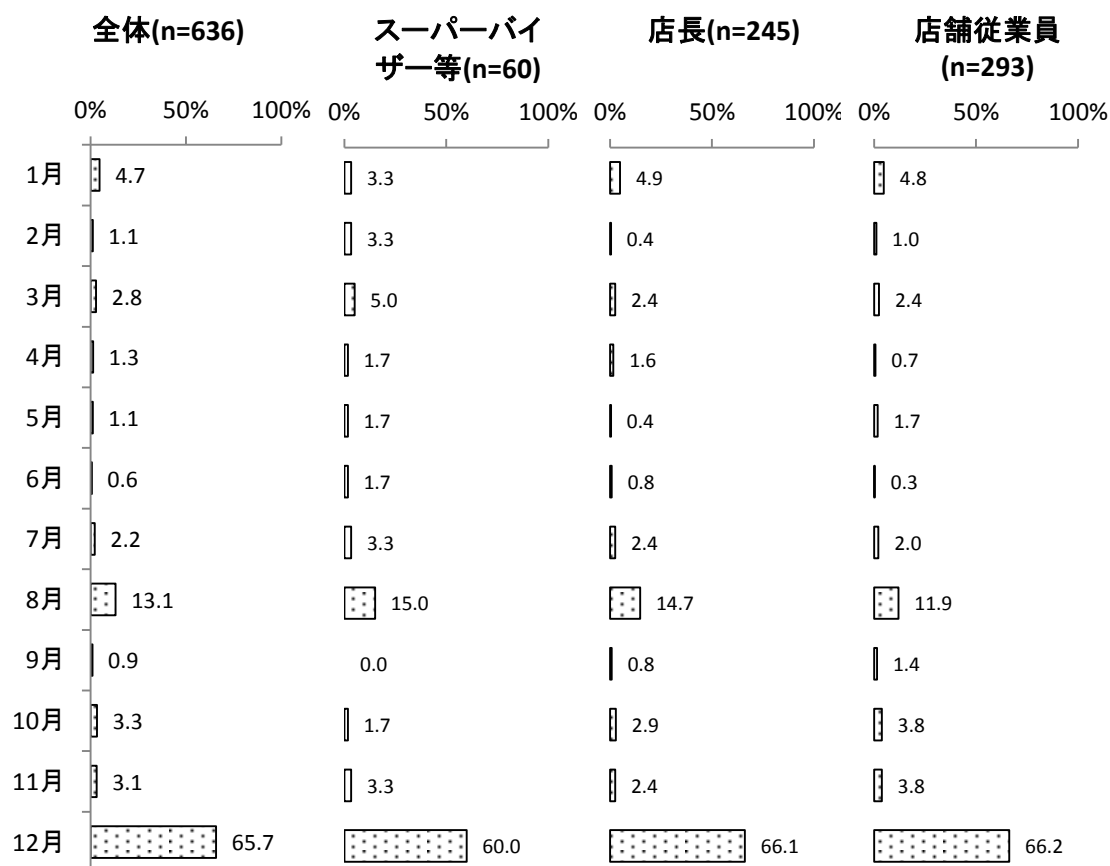 全体(n=636)
スーパーバイ
ザー等(n=60)
店長(n=245)
店舗従業員
(n=293)
0% 50% 100% 0% 50% 100% 0% 50% 100% 0% 50% 100%
1月 4.7 3.3 4.9 4.8
2月 1.1 3.3 0.4 1.0
3月 2.8 5.0 2.4 2.4
4月 1.3 1.7 1.6 0.7
5月 1.1 1.7 0.4 1.7
6月 0.6 1.7 0.8 0.3
7月 2.2 3.3 2.4 2.0
8月 13.1 15.0 14.7 11.9
9月 0.9 0.0 0.8 1.4
10月 3.3 1.7 2.9 3.8
11月 3.1 3.3 2.4 3.8
12月 65.7 60.0 66.1 66.2